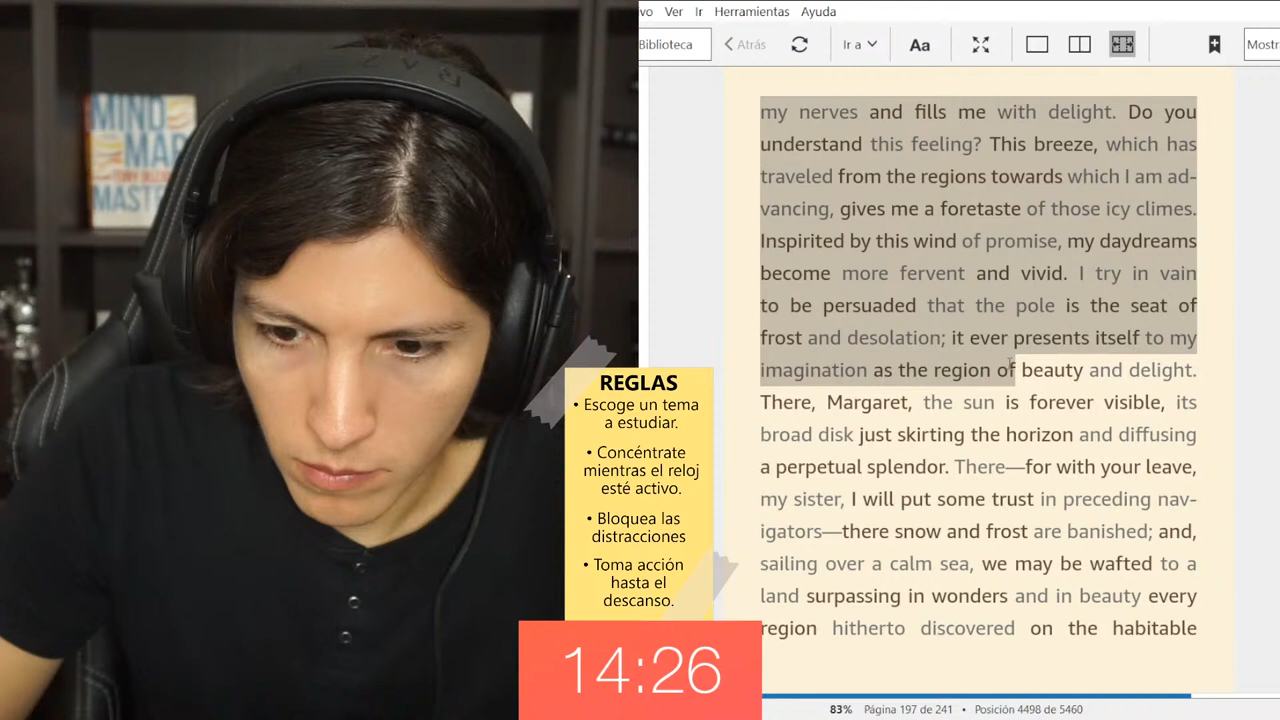 vo Ver Ir Herramientas Ayuda
Biblioteca Atrás Ir a Aa Mostr
MIND
MAP
MAST
my nerves and fills me with delight. Do you
understand this feeling? This breeze, which has
traveled from the regions towards which I am ad-
vancing, gives me a foretaste of those icy climes.
Inspirited by this wind of promise, my daydreams
become more fervent and vivid. I try in vain
to be persuaded that the pole is the seat of
frost and desolation; it ever presents itself to my
imagination as the region of beauty and delight.
There, Margaret, the sun is forever visible, its
broad disk just skirting the horizon and diffusing
a perpetual splendor. There—for with your leave,
my sister, I will put some trust in preceding nav-
igators—there snow and frost are banished; and,
sailing over a calm sea, we may be wafted to a
land surpassing in wonders and in beauty every
region hitherto discovered on the habitable
REGLAS
• Escoge un tema
a estudiar.
• Concéntrate
mientras el reloj
esté activo.
• Bloquea las
distracciones
• Toma acción
hasta el
descanso.
14:26
83% Página 197 de 241 • Posición 4498 de 5460